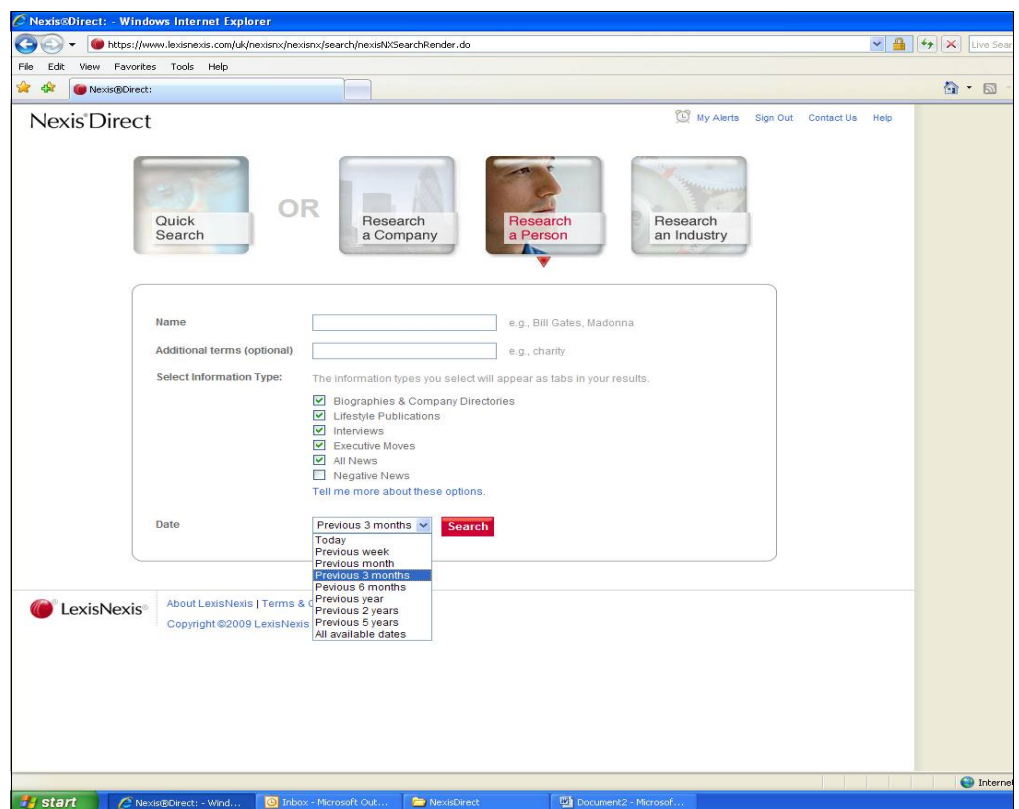 Nexis®Direct: - Windows Internet Explorer
https://www.lexisnexis.com/uk/nexisnx/nexisnx/search/nexisNXSearchRender.do
Live Sear
File Edit View Favorites Tools Help
Nexis®Direct:
Nexis®Direct
My Alerts Sign Out Contact Us Help
Quick
Search
OR
Research
a Company
Research
a Person
Research
an Industry
Name e.g., Bill Gates, Madonna
Additional terms (optional) e.g., charity
Select Information Type: The information types you select will appear as tabs in your results.
Biographies & Company Directories
Lifestyle Publications
Interviews
Executive Moves
All News
Negative News
Tell me more about these options.
Date Previous 3 months Search
Today
Previous week
Previous month
Previous 3 months
Pevious 6 months
Previous year
Previous 2 years
Previous 5 years
All available dates
LexisNexis®
About LexisNexis | Terms & C
Copyright ©2009 LexisNexis
Internet
start Nexis®Direct: - Wind... Inbox - Microsoft Out... NexisDirect Document2 - Microsof...